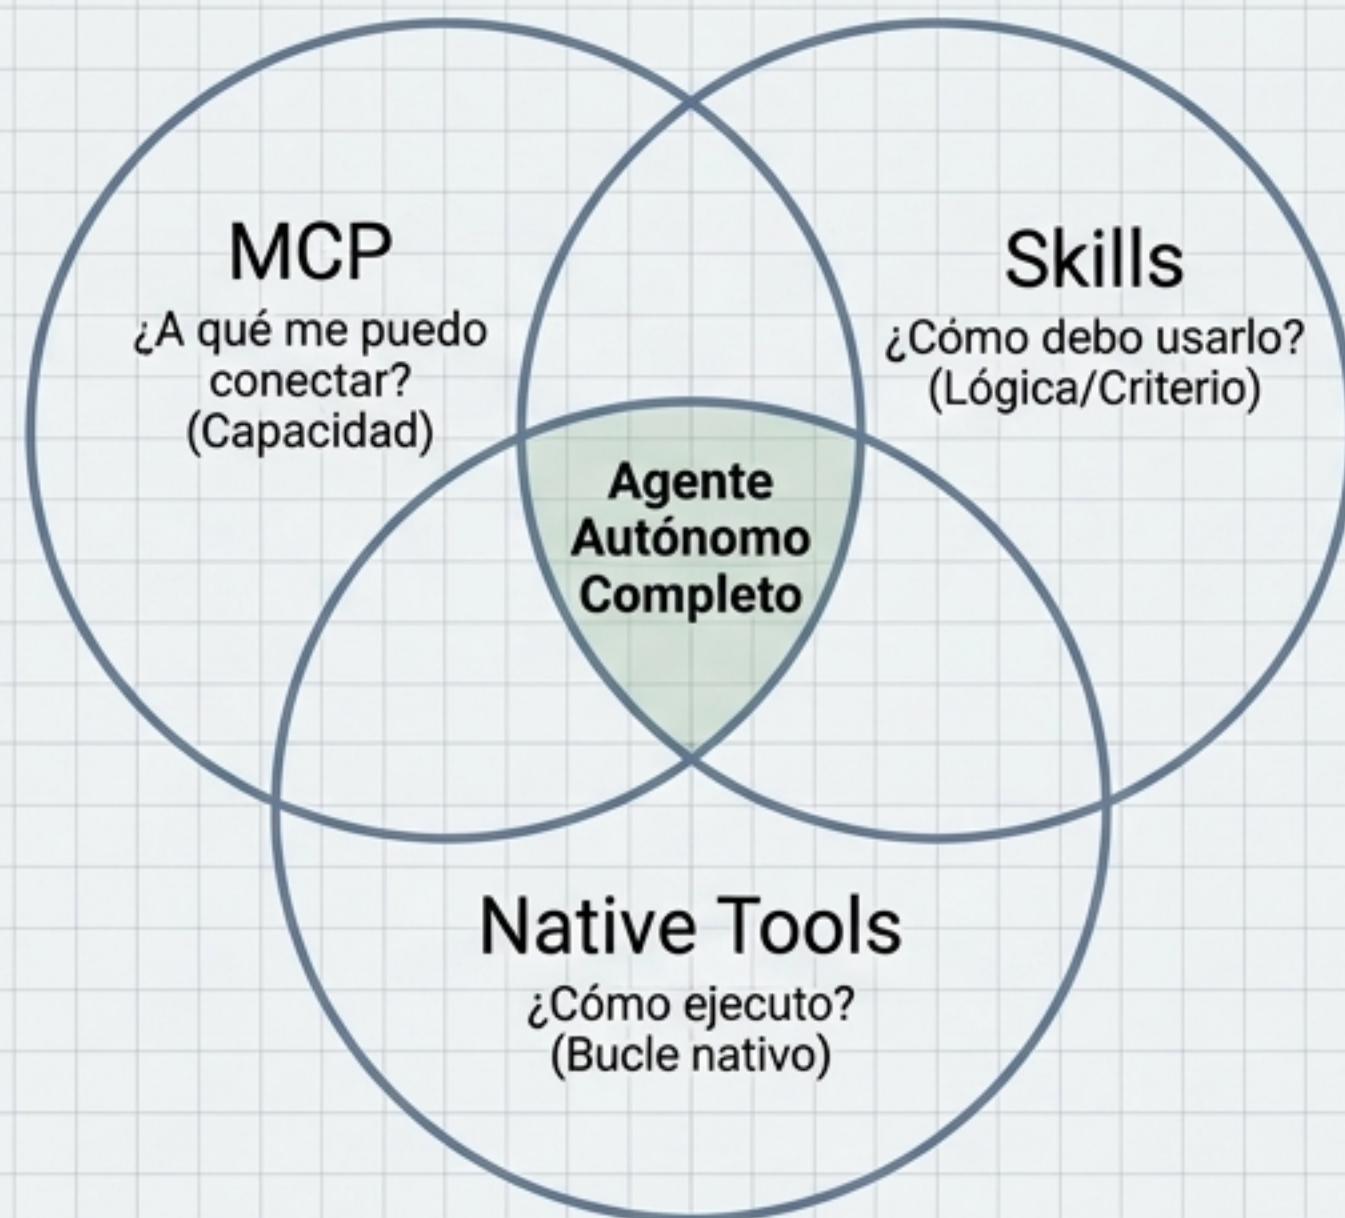 MCP
¿A qué me puedo
conectar?
(Capacidad)
Skills
¿Cómo debo usarlo?
(Lógica/Criterio)
Agente
Autónomo
Completo
Native Tools
¿Cómo ejecuto?
(Bucle nativo)